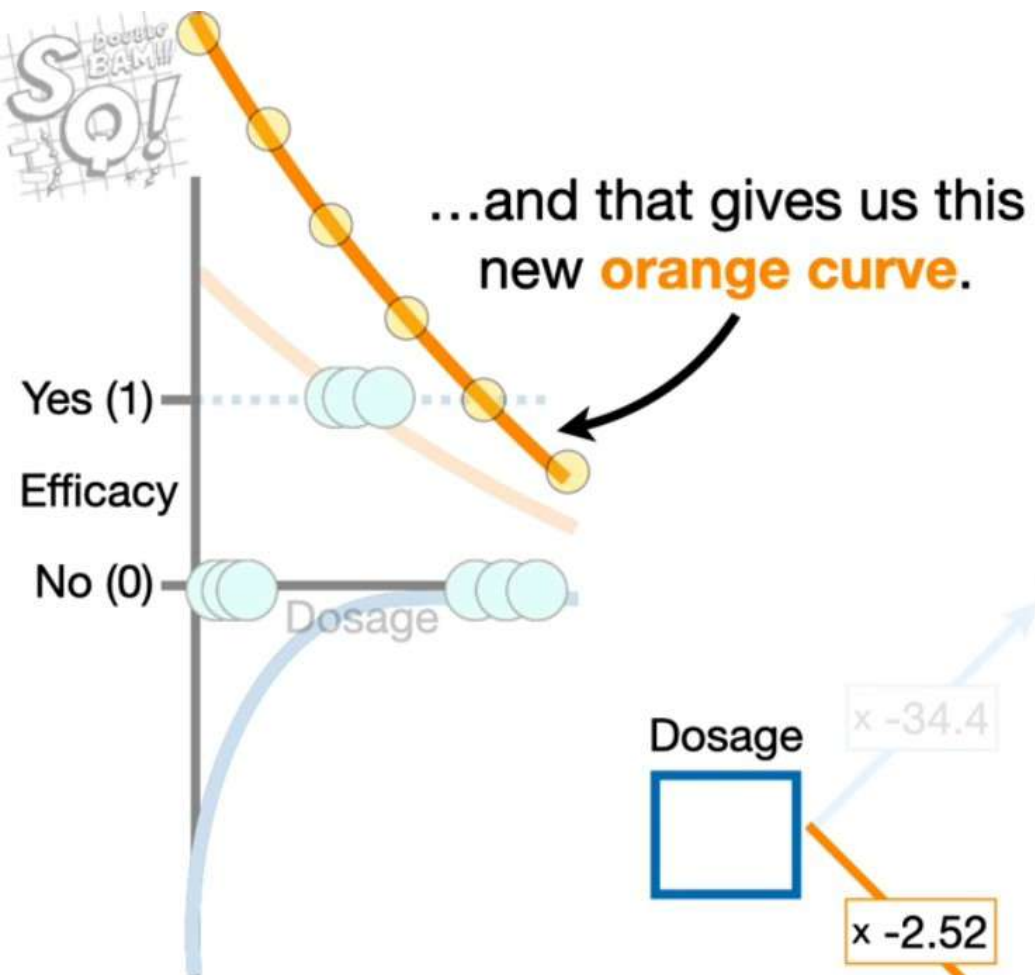 Double
BAM!!!
SQ!
...and that gives us this
new orange curve.
Yes (1)
Efficacy
No (0)
Dosage
x -34.4
Dosage
x -2.52